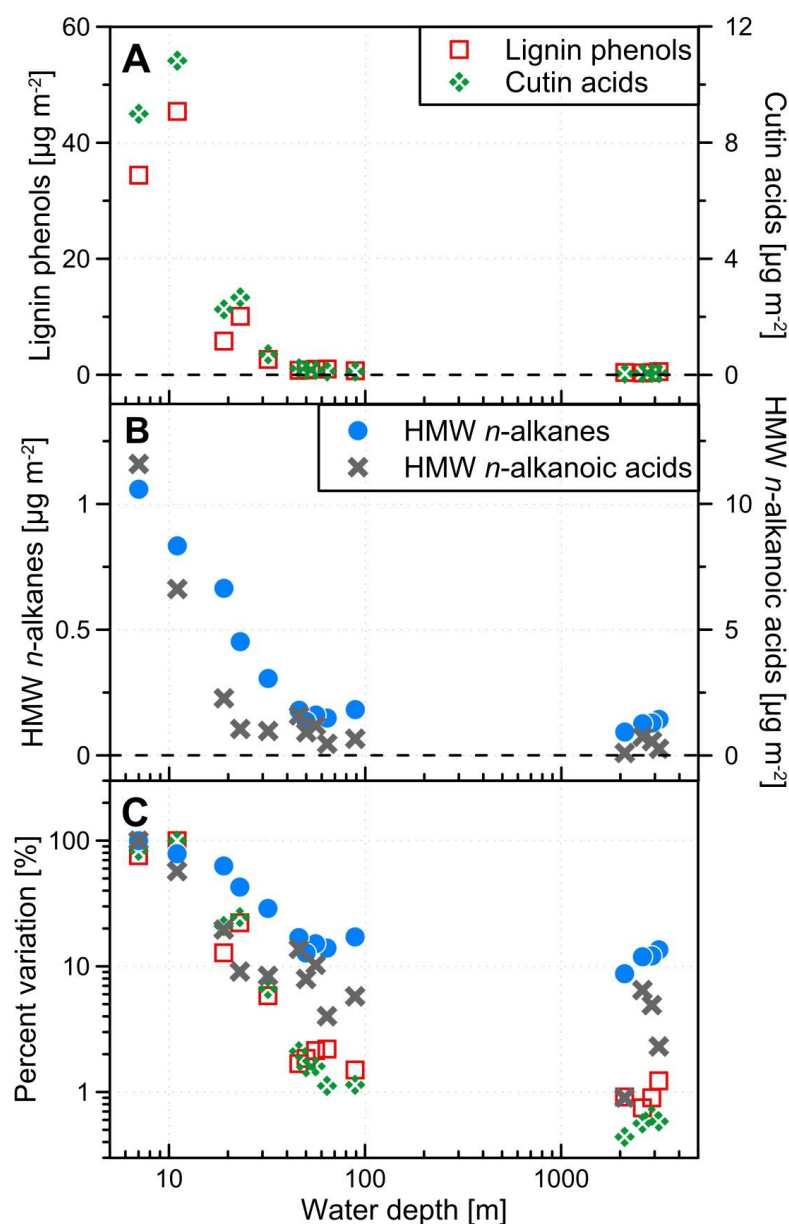 A
Lignin phenols
Cutin acids
60
40
20
0
Lignin phenols [µg m⁻²]
12
8
4
0
Cutin acids [µg m⁻²]
B
HMW n-alkanes
HMW n-alkanoic acids
1
0.5
0
HMW n-alkanes [µg m⁻²]
10
5
0
HMW n-alkanoic acids [µg m⁻²]
C
100
10
1
Percent variation [%]
10
100
1000
Water depth [m]